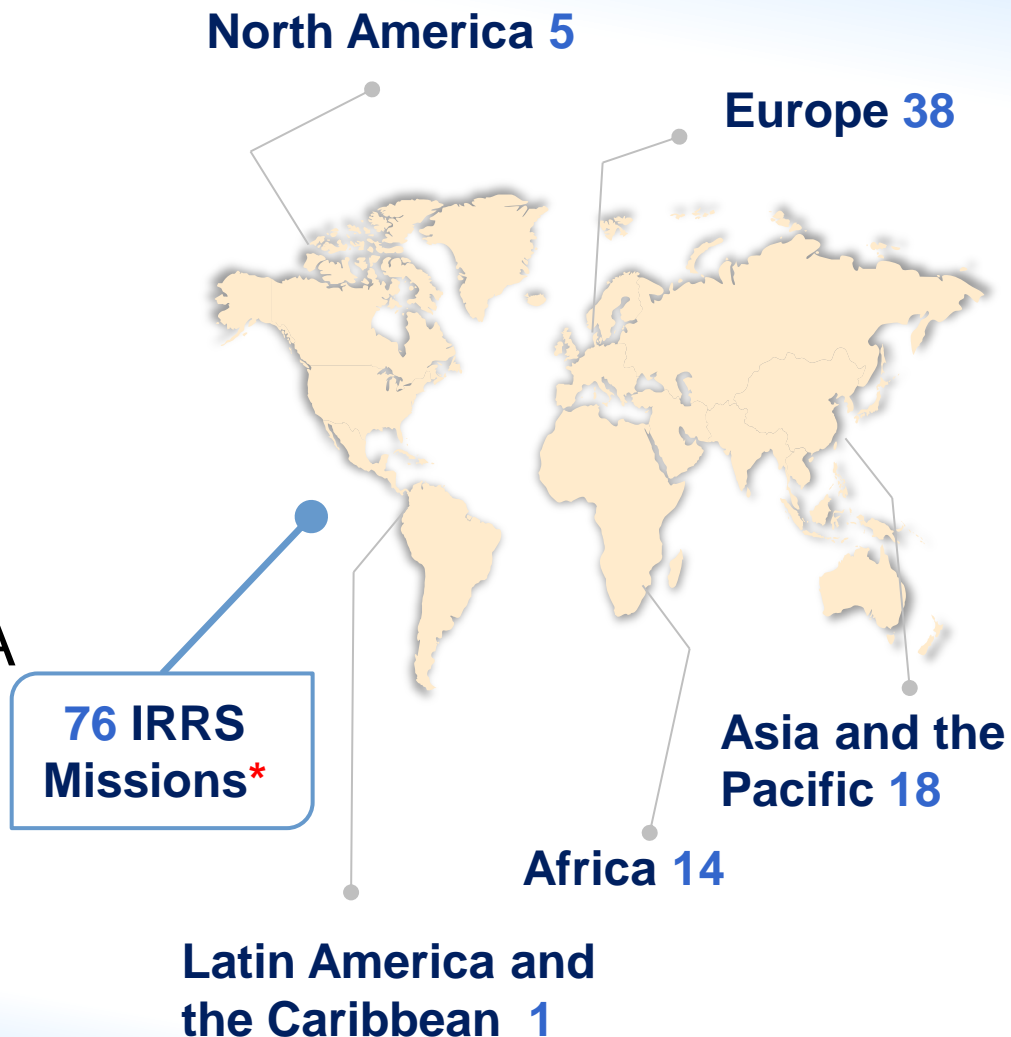 North America 5
Europe 38
A
76 IRRS
Missions*
Asia and the
Pacific 18
Africa 14
Latin America and
the Caribbean 1